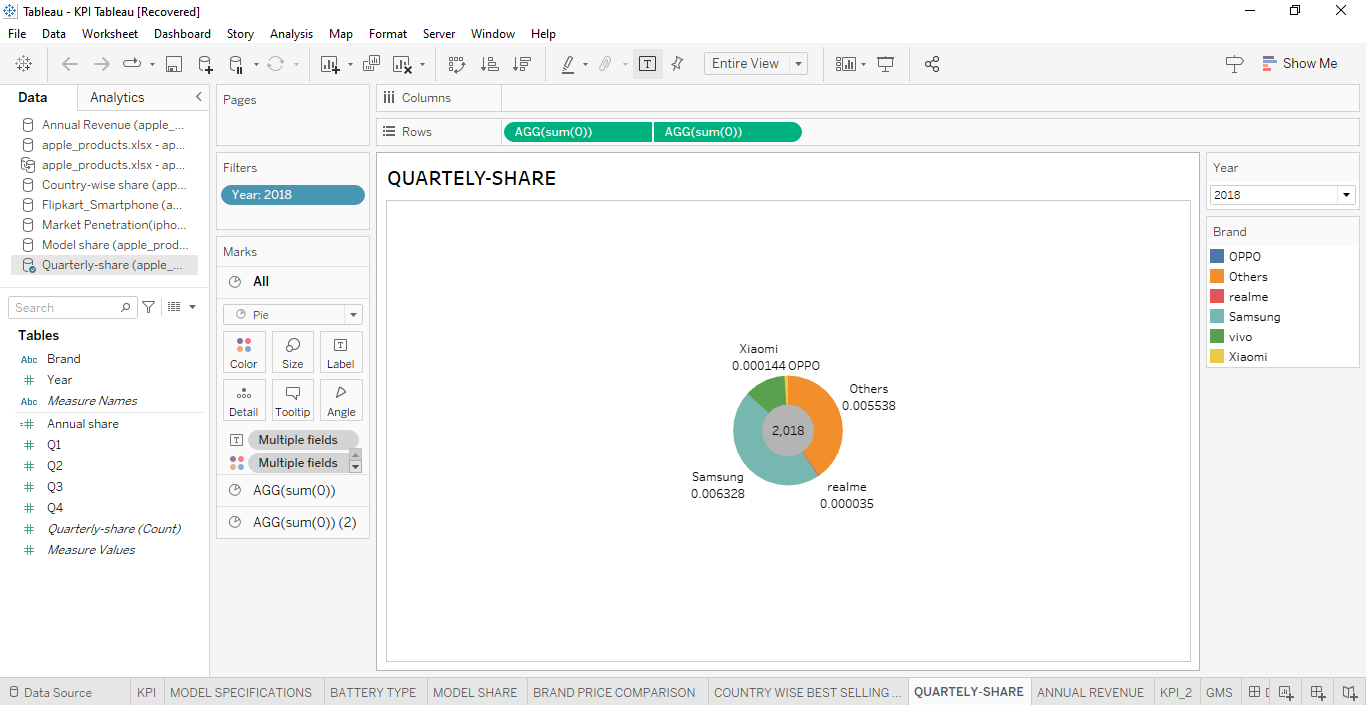 Tableau - KPI Tableau [Recovered]
File Data Worksheet Dashboard Story Analysis Map Format Server Window Help
Entire View
Show Me
Data Analytics
Annual Revenue (apple_...
apple_products.xlsx - ap...
apple_products.xlsx - ap...
Country-wise share (app...
Flipkart_Smartphone (a...
Market Penetration(ipho...
Model share (apple_prod...
Quarterly-share (apple_...
Search
Tables
Abc Brand
Year
Abc Measure Names
Annual share
Q1
Q2
Q3
Q4
Quarterly-share (Count)
Measure Values
Pages
Filters
Year: 2018
Marks
All
Pie
Color Size Label
Detail Tooltip Angle
Multiple fields
Multiple fields
AGG(sum(0))
AGG(sum(0)) (2)
Columns
Rows AGG(sum(0)) AGG(sum(0))
QUARTELY-SHARE
Xiaomi
0.000144 OPPO
Others
0.005538
2,018
Samsung
0.006328
realme
0.000035
Year
2018
Brand
OPPO
Others
realme
Samsung
vivo
Xiaomi
Data Source KPI MODEL SPECIFICATIONS BATTERY TYPE MODEL SHARE BRAND PRICE COMPARISON COUNTRY WISE BEST SELLING ... QUARTELY-SHARE ANNUAL REVENUE KPI_2 GMS